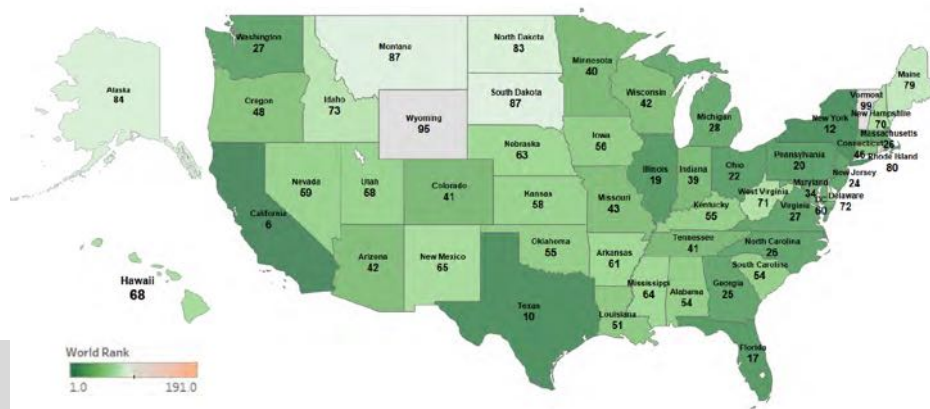 Washington
27
Montana
87
North Dakota
83
Minnesota
40
Alaska
84
Oregon
48
Idaho
73
Wyoming
95
South Dakota
87
Wisconsin
42
Michigan
28
Maine
79
Vermont
99
New Hampshire
70
New York
12
Massachusetts
26
Connecticut
46
Rhode Island
80
Nebraska
63
Iowa
56
Illinois
19
Indiana
39
Ohio
22
Pensylvania
20
New Jersey
24
Maryland
34
Delaware
72
DC
60
West Virginia
71
Virginia
27
Nevada
59
Utah
58
Colorado
41
Kansas
58
Missouri
43
Kentucky
55
California
6
Arizona
42
New Mexico
65
Oklahoma
55
Arkansas
61
Tennessee
41
North Carolina
26
South Carolina
54
Mississippi
64
Alabama
54
Georgia
25
Texas
10
Louisiana
51
Florida
17
Hawaii
68
World Rank
1.0 191.0